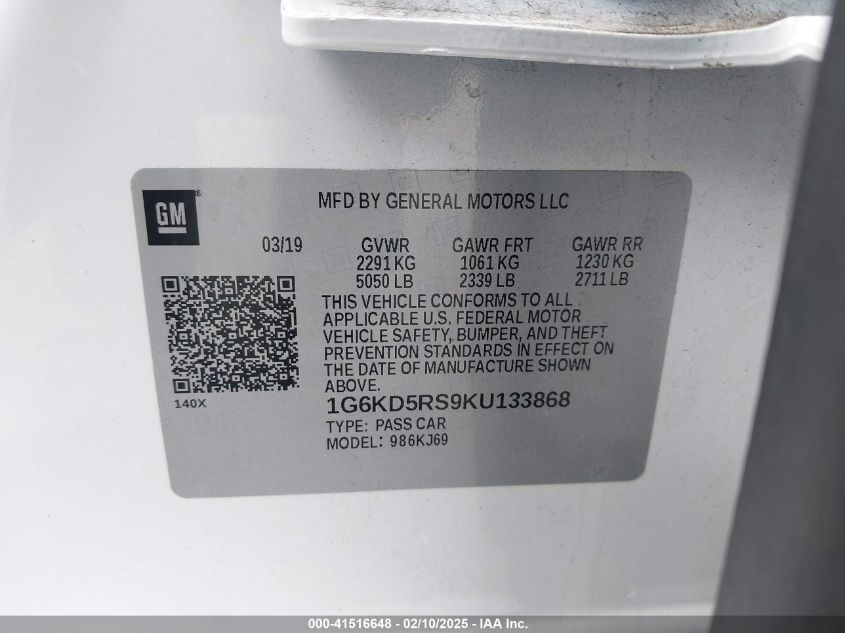 GM®
MFD BY GENERAL MOTORS LLC
03/19 GVWR GAWR FRT GAWR RR
2291 KG 1061 KG 1230 KG
5050 LB 2339 LB 2711 LB
THIS VEHICLE CONFORMS TO ALL
APPLICABLE U.S. FEDERAL MOTOR
VEHICLE SAFETY, BUMPER, AND THEFT
PREVENTION STANDARDS IN EFFECT ON
THE DATE OF MANUFACTURE SHOWN
ABOVE.
140X
1G6KD5RS9KU133868
TYPE: PASS CAR
MODEL: 986KJ69
000-41516648 - 02/10/2025 - IAA Inc.